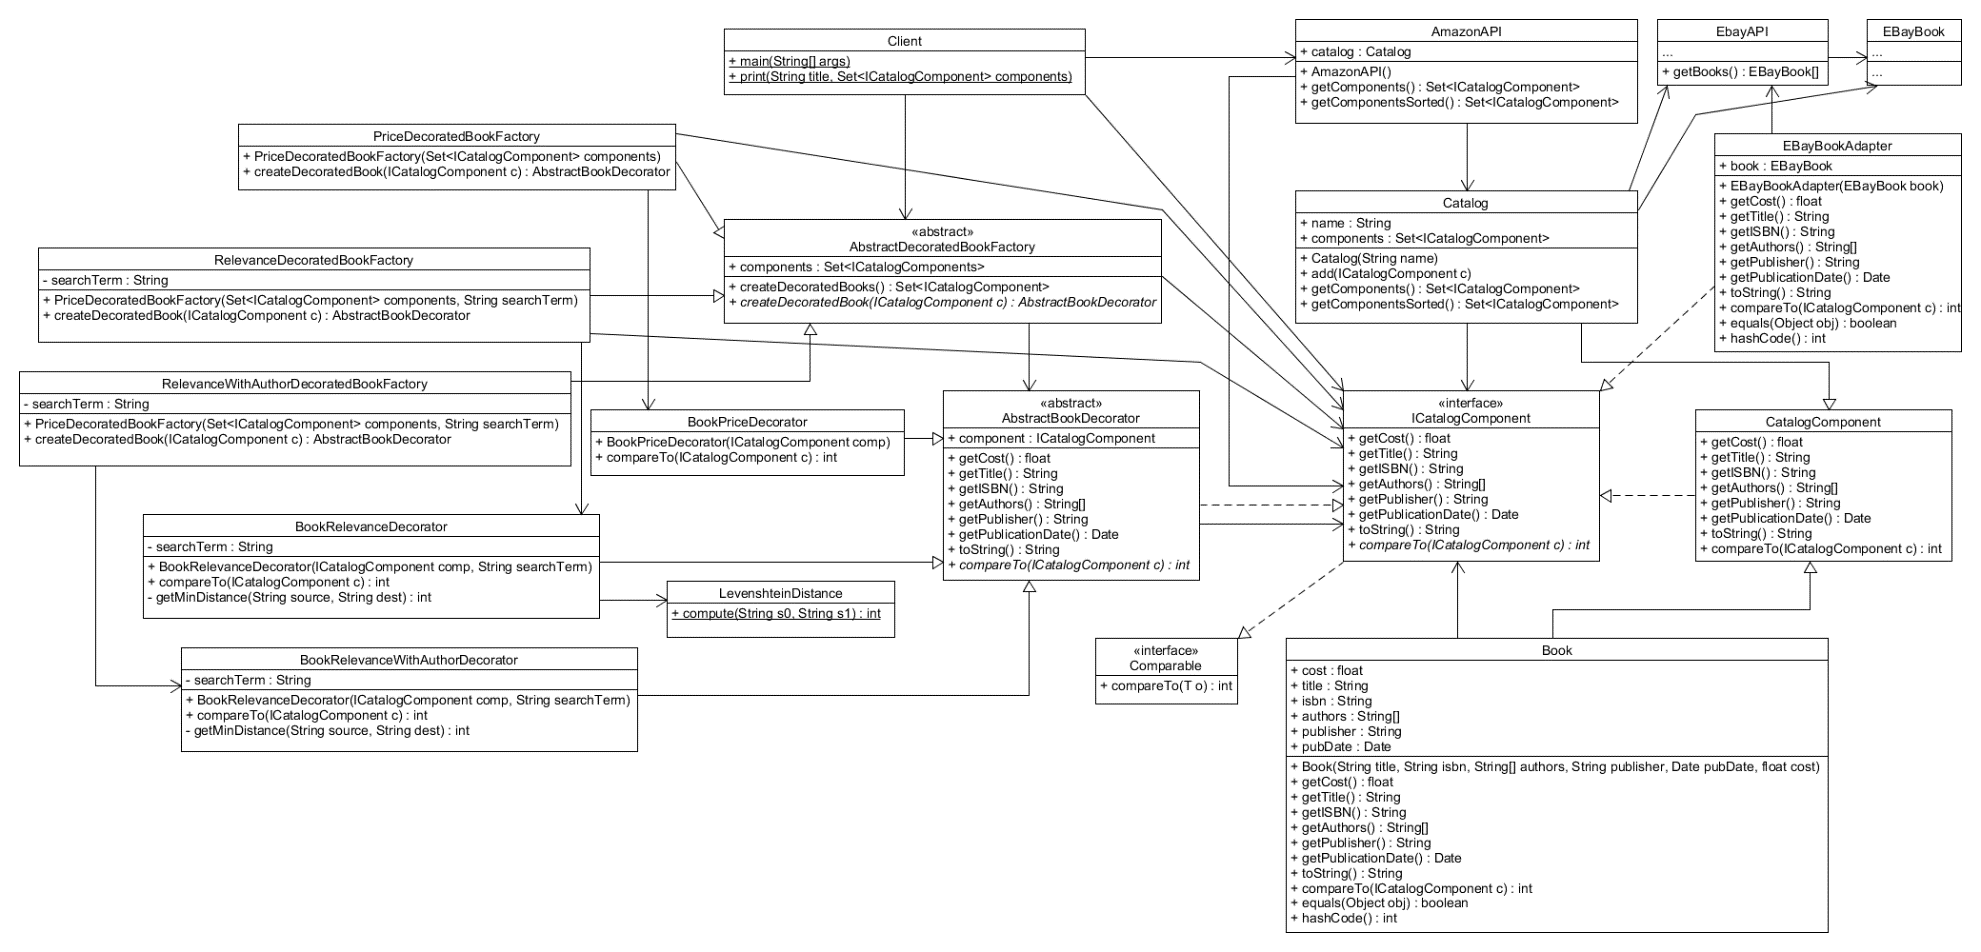 Client
+ main(String[] args)
+ print(String title, Set<ICatalogComponent> components)
AmazonAPI
+ catalog : Catalog
+ AmazonAPI()
+ getComponents() : Set<ICatalogComponent>
+ getComponentsSorted() : Set<ICatalogComponent>
EbayAPI
...
+ getBooks() : EBayBook[]
EBayBook
...
...
PriceDecoratedBookFactory
+ PriceDecoratedBookFactory(Set<ICatalogComponent> components)
+ createDecoratedBook(ICatalogComponent c) : AbstractBookDecorator
EBayBookAdapter
+ book : EBayBook
+ EBayBookAdapter(EBayBook book)
+ getCost() : float
+ getTitle() : String
+ getISBN() : String
+ getAuthors() : String[]
+ getPublisher() : String
+ getPublicationDate() : Date
+ toString() : String
+ compareTo(ICatalogComponent c) : int
+ equals(Object obj) : boolean
+ hashCode() : int
Catalog
+ name : String
+ components : Set<ICatalogComponent>
+ Catalog(String name)
+ add(ICatalogComponent c)
+ getComponents() : Set<ICatalogComponent>
+ getComponentsSorted() : Set<ICatalogComponent>
«abstract»
AbstractDecoratedBookFactory
+ components : Set<ICatalogComponents>
+ createDecoratedBooks() : Set<ICatalogComponent>
+ createDecoratedBook(ICatalogComponent c) : AbstractBookDecorator
RelevanceDecoratedBookFactory
- searchTerm : String
+ PriceDecoratedBookFactory(Set<ICatalogComponent> components, String searchTerm)
+ createDecoratedBook(ICatalogComponent c) : AbstractBookDecorator
RelevanceWithAuthorDecoratedBookFactory
- searchTerm : String
+ PriceDecoratedBookFactory(Set<ICatalogComponent> components, String searchTerm)
+ createDecoratedBook(ICatalogComponent c) : AbstractBookDecorator
BookPriceDecorator
+ BookPriceDecorator(ICatalogComponent comp)
+ compareTo(ICatalogComponent c) : int
«abstract»
AbstractBookDecorator
+ component : ICatalogComponent
+ getCost() : float
+ getTitle() : String
+ getISBN() : String
+ getAuthors() : String[]
+ getPublisher() : String
+ getPublicationDate() : Date
+ toString() : String
+ compareTo(ICatalogComponent c) : int
«interface»
ICatalogComponent
+ getCost() : float
+ getTitle() : String
+ getISBN() : String
+ getAuthors() : String[]
+ getPublisher() : String
+ getPublicationDate() : Date
+ toString() : String
+ compareTo(ICatalogComponent c) : int
CatalogComponent
+ getCost() : float
+ getTitle() : String
+ getISBN() : String
+ getAuthors() : String[]
+ getPublisher() : String
+ getPublicationDate() : Date
+ toString() : String
+ compareTo(ICatalogComponent c) : int
BookRelevanceDecorator
- searchTerm : String
+ BookRelevanceDecorator(ICatalogComponent comp, String searchTerm)
+ compareTo(ICatalogComponent c) : int
- getMinDistance(String source, String dest) : int
LevenshteinDistance
+ compute(String s0, String s1) : int
BookRelevanceWithAuthorDecorator
- searchTerm : String
+ BookRelevanceDecorator(ICatalogComponent comp, String searchTerm)
+ compareTo(ICatalogComponent c) : int
- getMinDistance(String source, String dest) : int
«interface»
Comparable
+ compareTo(T o) : int
Book
+ cost : float
+ title : String
+ isbn : String
+ authors : String[]
+ publisher : String
+ pubDate : Date
+ Book(String title, String isbn, String[] authors, String publisher, Date pubDate, float cost)
+ getCost() : float
+ getTitle() : String
+ getISBN() : String
+ getAuthors() : String[]
+ getPublisher() : String
+ getPublicationDate() : Date
+ toString() : String
+ compareTo(ICatalogComponent c) : int
+ equals(Object obj) : boolean
+ hashCode() : int